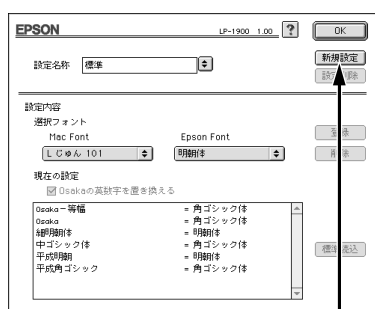 EPSON
LP-1900 1.00 ? OK
設定名称 標準
新規設定
設定削除
設定内容
選択フォント
Mac Font Epson Font
Lじゅん 101 明朝体
登録
削除
現在の設定
Osakaの英数字を置き換える
Osaka－等幅 = 角ゴシック体
Osaka = 角ゴシック体
細明朝体 = 明朝体
中ゴシック体 = 角ゴシック体
平成明朝 = 明朝体
平成角ゴシック = 角ゴシック体
標準読込